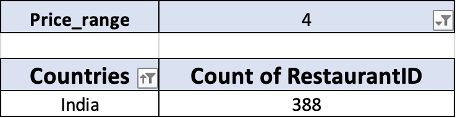 Price_range 4
Countries Count of RestaurantID
India 388